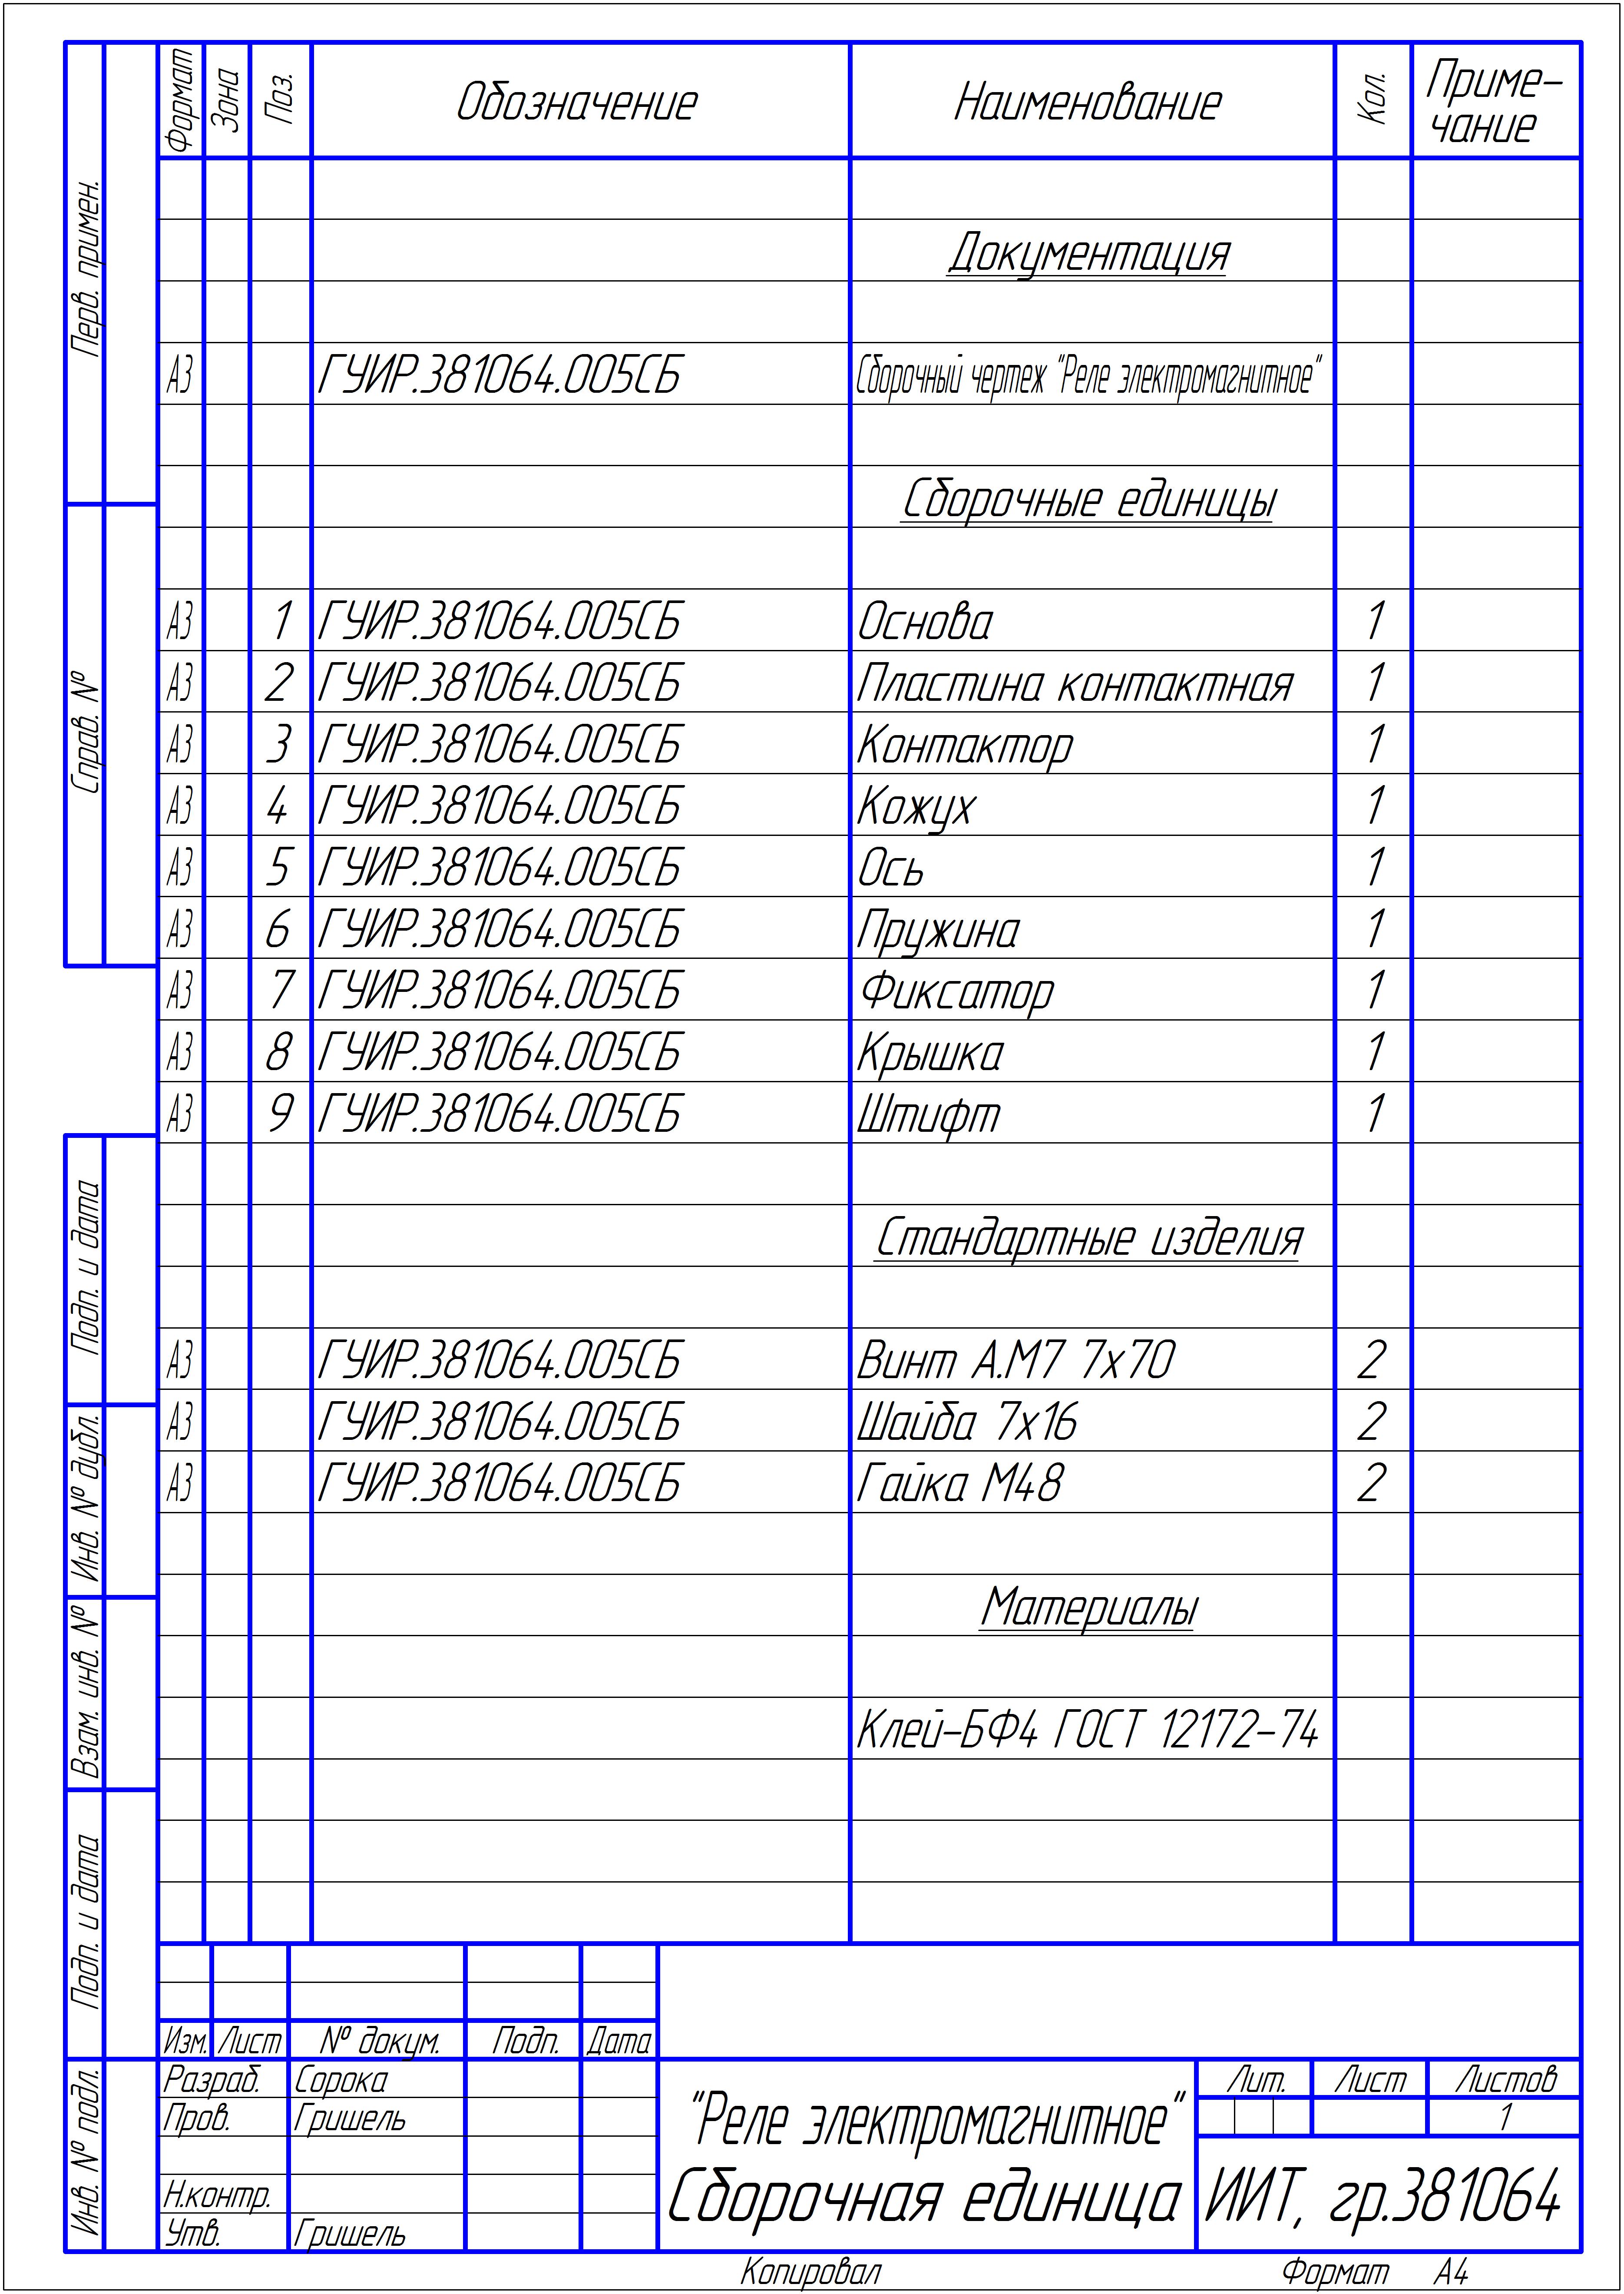 Формат Зона Поз. Обозначение Наименование Кол. Приме-
чание
Документация
А3 ГУИР.381064.005СБ Сборочный чертеж "Реле электромагнитное"
Сборочные единицы
А3 1 ГУИР.381064.005СБ Основа 1
А3 2 ГУИР.381064.005СБ Пластина контактная 1
А3 3 ГУИР.381064.005СБ Контактор 1
А3 4 ГУИР.381064.005СБ Кожух 1
А3 5 ГУИР.381064.005СБ Ось 1
А3 6 ГУИР.381064.005СБ Пружина 1
А3 7 ГУИР.381064.005СБ Фиксатор 1
А3 8 ГУИР.381064.005СБ Крышка 1
А3 9 ГУИР.381064.005СБ Штифт 1
Стандартные изделия
А3 ГУИР.381064.005СБ Винт А.М7 7х70 2
А3 ГУИР.381064.005СБ Шайба 7х16 2
А3 ГУИР.381064.005СБ Гайка М48 2
Материалы
Клей-БФ4 ГОСТ 12172-74
Перв. примен.
Справ. №
Подп. и дата
Инв. № дубл.
Взам. инв. №
Подп. и дата
Инв. № подл.
Изм. Лист № докум. Подп. Дата
Разраб. Сорока
Пров. Гришель
Н.контр.
Утв. Гришель
"Реле электромагнитное"
Сборочная единица
Лит. Лист Листов
1
ИИТ, гр.381064
Копировал Формат А4